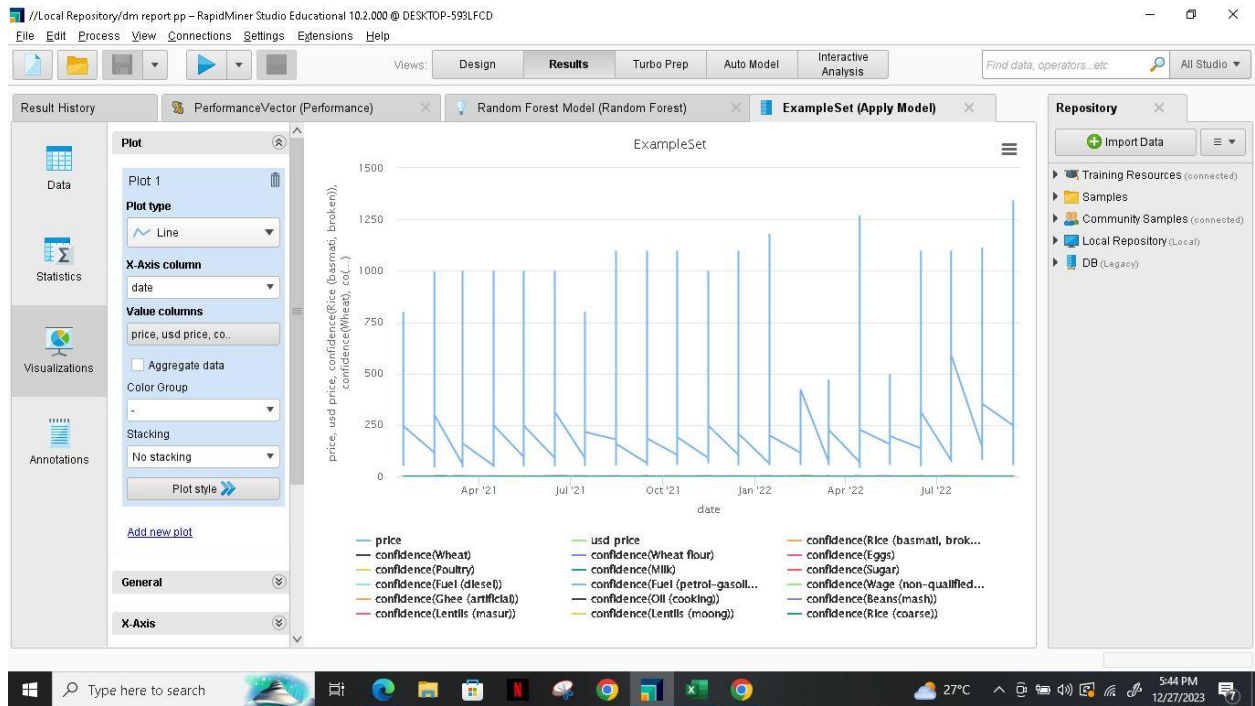 //Local Repository/dm report pp – RapidMiner Studio Educational 10.2.000 @ DESKTOP-593LFCD
File Edit Process View Connections Settings Extensions Help
Views: Design Results Turbo Prep Auto Model Interactive Analysis
Find data, operators...etc All Studio
Result History PerformanceVector (Performance) Random Forest Model (Random Forest) ExampleSet (Apply Model)
Repository
Import Data
Training Resources (connected)
Samples
Community Samples (connected)
Local Repository (Local)
DB (Legacy)
Data
Statistics
Visualizations
Annotations
Plot
Plot 1
Plot type
Line
X-Axis column
date
Value columns
price, usd price, co..
Aggregate data
Color Group
-
Stacking
No stacking
Plot style
Add new plot
General
X-Axis
ExampleSet
price, usd price, confidence(Rice (basmati, broken)),
confidence(Wheat), co(...)
1500
1250
1000
750
500
250
0
Apr '21 Jul '21 Oct '21 Jan '22 Apr '22 Jul '22
date
price usd price confidence(Rice (basmati, brok...
confidence(Wheat) confidence(Wheat flour) confidence(Eggs)
confidence(Poultry) confidence(Milk) confidence(Sugar)
confidence(Fuel (diesel)) confidence(Fuel (petrol-gasoli... confidence(Wage (non-qualified...
confidence(Ghee (artificial)) confidence(Oil (cooking)) confidence(Beans(mash))
confidence(Lentils (masur)) confidence(Lentils (moong)) confidence(Rice (coarse))
Type here to search
27°C
5:44 PM
12/27/2023
7